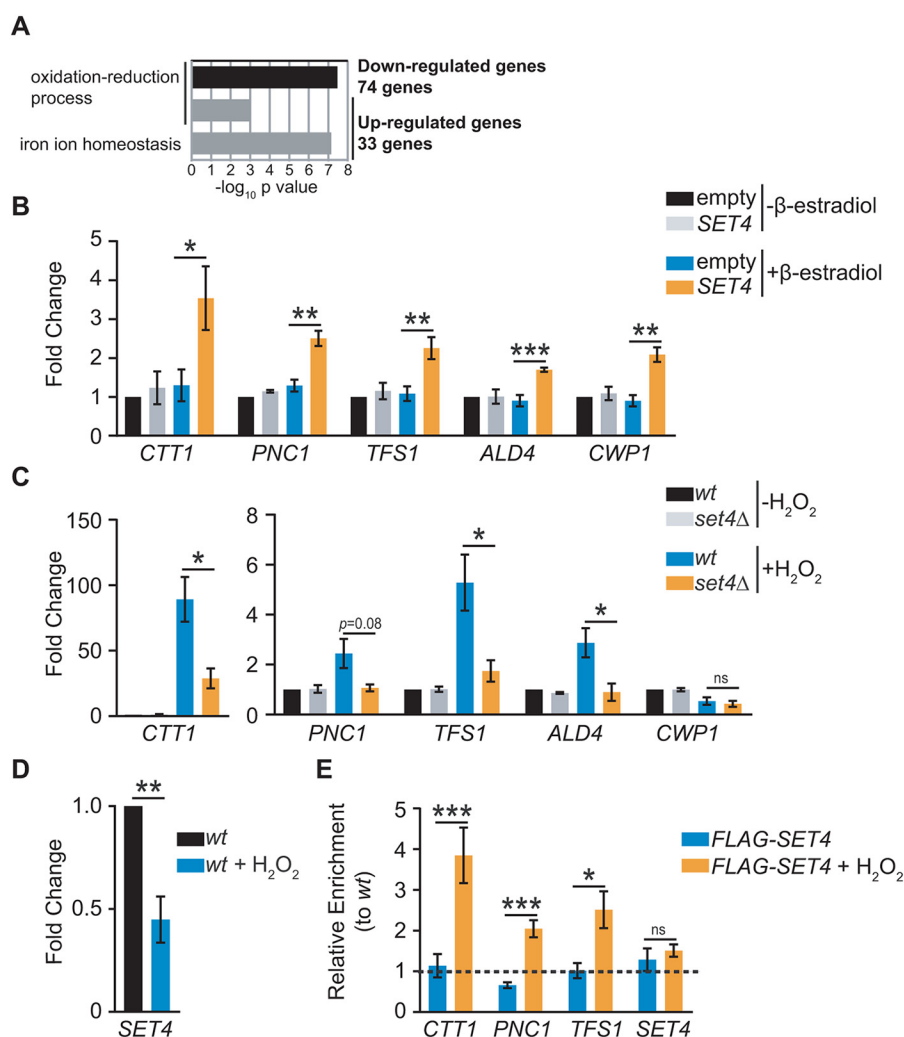 A
oxidation-reduction
process
iron ion homeostasis
Down-regulated genes
74 genes
Up-regulated genes
33 genes
0 1 2 3 4 5 6 7 8
-log₁₀ p value
B
empty
SET4
-β-estradiol
empty
SET4
+β-estradiol
Fold Change
5
4
3
2
1
0
*
**
**
***
**
CTT1 PNC1 TFS1 ALD4 CWP1
C
wt
set4Δ
-H₂O₂
wt
set4Δ
+H₂O₂
Fold Change
150
100
50
0
*
CTT1
8
6
4
2
0
p=0.08
*
*
ns
PNC1 TFS1 ALD4 CWP1
D
Fold Change
1.0
0.5
0
**
SET4
wt
wt + H₂O₂
E
Relative Enrichment
(to wt)
5
4
3
2
1
0
***
***
*
ns
CTT1 PNC1 TFS1 SET4
FLAG-SET4
FLAG-SET4 + H₂O₂